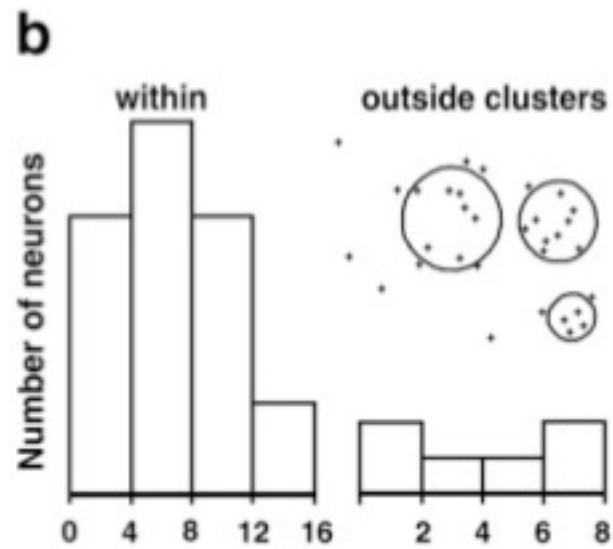 b
within
outside clusters
Number of neurons
0 4 8 12 16
2 4 6 8